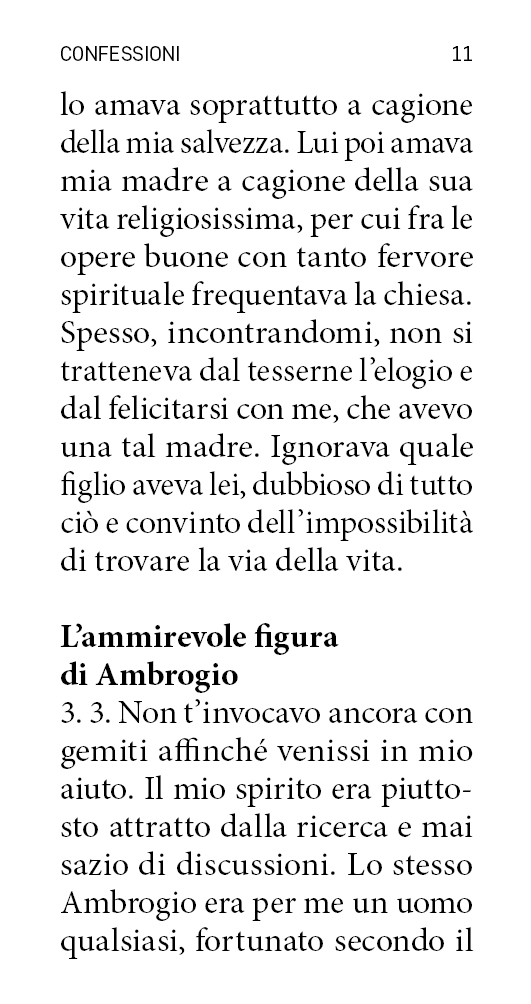 CONFESSIONI 11
lo amava soprattutto a cagione
della mia salvezza. Lui poi amava
mia madre a cagione della sua
vita religiosissima, per cui fra le
opere buone con tanto fervore
spirituale frequentava la chiesa.
Spesso, incontrandomi, non si
tratteneva dal tesserne l’elogio e
dal felicitarsi con me, che avevo
una tal madre. Ignorava quale
figlio aveva lei, dubbioso di tutto
ciò e convinto dell’impossibilità
di trovare la via della vita.
L’ammirevole figura
di Ambrogio
3. 3. Non t’invocavo ancora con
gemiti affinché venissi in mio
aiuto. Il mio spirito era piutto-
sto attratto dalla ricerca e mai
sazio di discussioni. Lo stesso
Ambrogio era per me un uomo
qualsiasi, fortunato secondo il